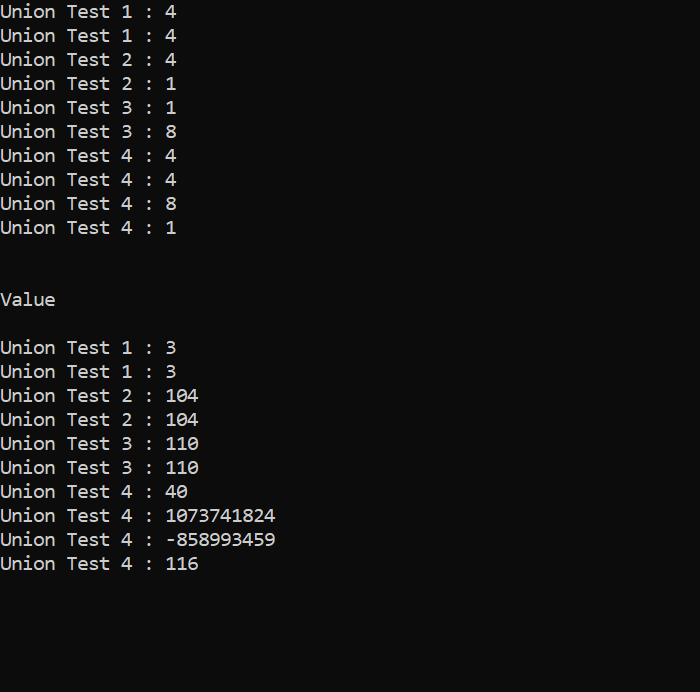 Union Test 1 : 4
Union Test 1 : 4
Union Test 2 : 4
Union Test 2 : 1
Union Test 3 : 1
Union Test 3 : 8
Union Test 4 : 4
Union Test 4 : 4
Union Test 4 : 8
Union Test 4 : 1
Value
Union Test 1 : 3
Union Test 1 : 3
Union Test 2 : 104
Union Test 2 : 104
Union Test 3 : 110
Union Test 3 : 110
Union Test 4 : 40
Union Test 4 : 1073741824
Union Test 4 : -858993459
Union Test 4 : 116